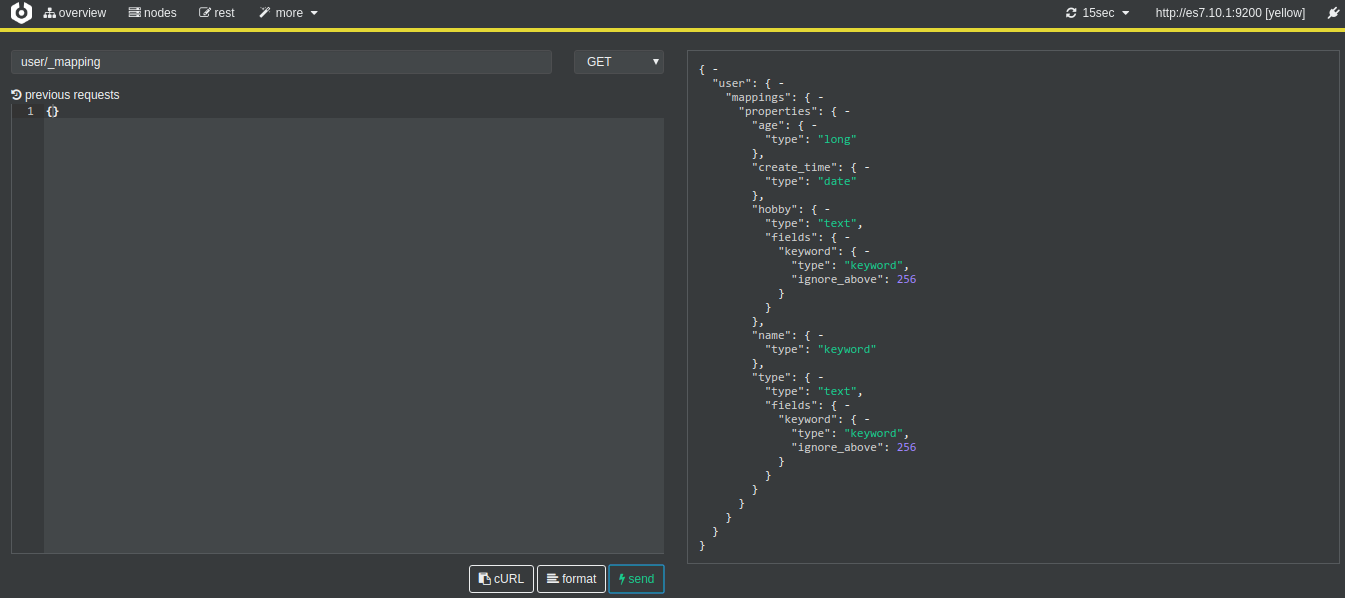 overview nodes rest more 15sec http://es7.10.1:9200 [yellow]
user/_mapping GET
previous requests
1 {}
{ -
"user": { -
"mappings": { -
"properties": { -
"age": { -
"type": "long"
},
"create_time": { -
"type": "date"
},
"hobby": { -
"type": "text",
"fields": { -
"keyword": { -
"type": "keyword",
"ignore_above": 256
}
}
},
"name": { -
"type": "keyword"
},
"type": { -
"type": "text",
"fields": { -
"keyword": { -
"type": "keyword",
"ignore_above": 256
}
}
}
}
}
}
}
cURL format send